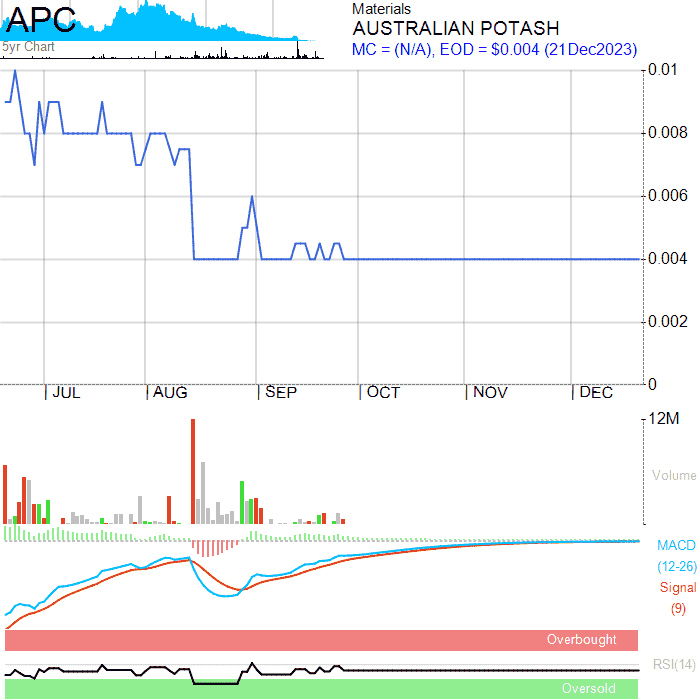 APC
5yr Chart
Materials
AUSTRALIAN POTASH
MC = (N/A), EOD = $0.004 (21Dec2023)
0.01
0.008
0.006
0.004
0.002
0
JUL AUG SEP OCT NOV DEC
12M
Volume
MACD
(12-26)
Signal
(9)
Overbought
RSI(14)
Oversold